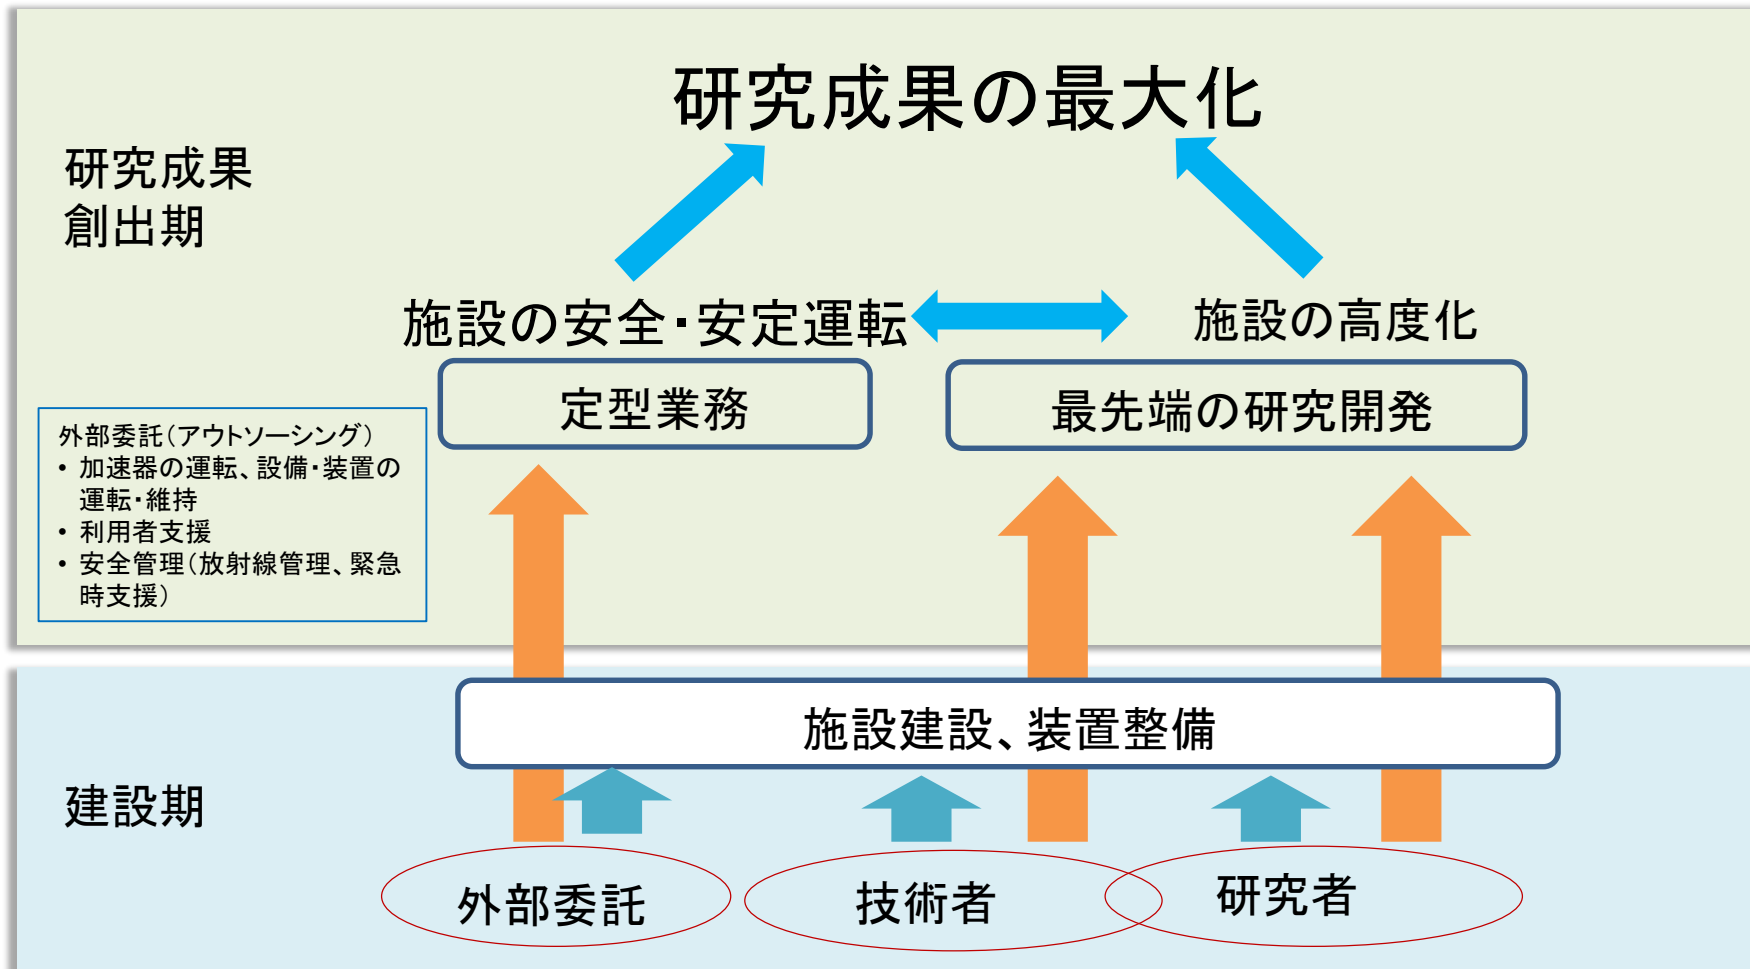 研究成果の最大化
研究成果
創出期
施設の安全・安定運転
施設の高度化
定型業務
最先端の研究開発
外部委託（アウトソーシング）
• 加速器の運転、設備・装置の
運転・維持
• 利用者支援
• 安全管理（放射線管理、緊急
時支援）
施設建設、装置整備
建設期
外部委託
技術者
研究者